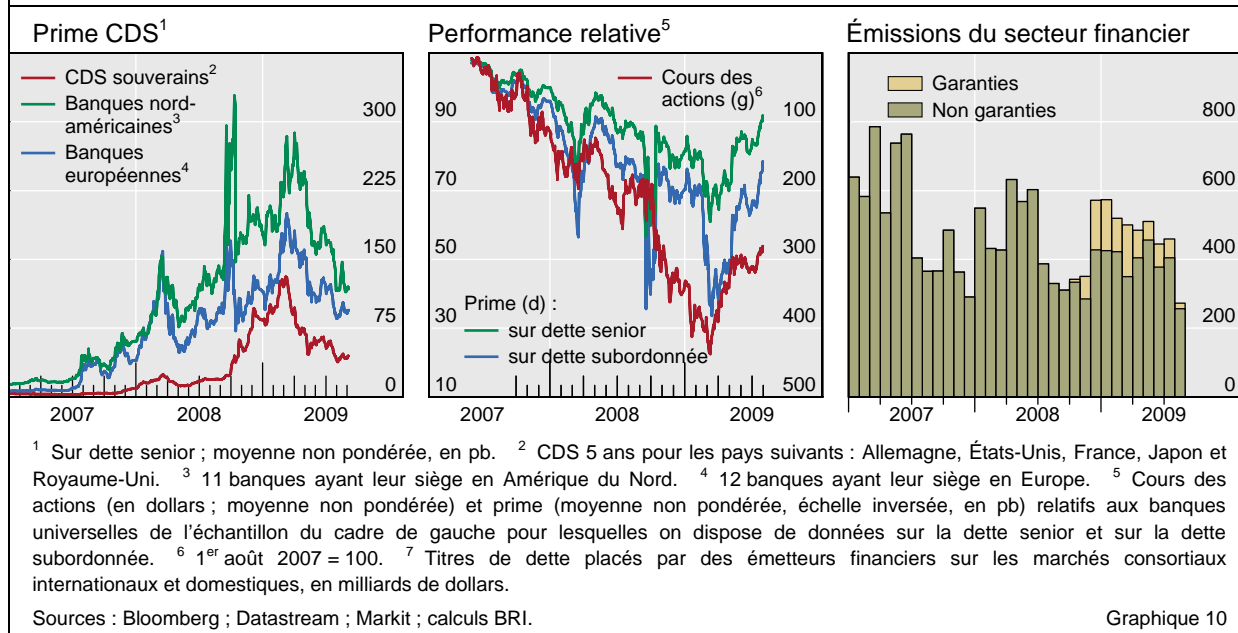 Prime CDS1
CDS souverains2
Banques nord-
américaines3
Banques
européennes4
300
225
150
75
0
2007 2008 2009
Performance relative5
Cours des
actions (g)6
90 100
70 200
50 300
30 400
10 500
Prime (d) :
sur dette senior
sur dette subordonnée
2007 2008 2009
Émissions du secteur financier
Garanties
Non garanties
800
600
400
200
0
2007 2008 2009
1 Sur dette senior ; moyenne non pondérée, en pb. 2 CDS 5 ans pour les pays suivants : Allemagne, États-Unis, France, Japon et
Royaume-Uni. 3 11 banques ayant leur siège en Amérique du Nord. 4 12 banques ayant leur siège en Europe. 5 Cours des
actions (en dollars ; moyenne non pondérée) et prime (moyenne non pondérée, échelle inversée, en pb) relatifs aux banques
universelles de l'échantillon du cadre de gauche pour lesquelles on dispose de données sur la dette senior et sur la dette
subordonnée. 6 1er août 2007 = 100. 7 Titres de dette placés par des émetteurs financiers sur les marchés consortiaux
internationaux et domestiques, en milliards de dollars.
Sources : Bloomberg ; Datastream ; Markit ; calculs BRI. Graphique 10